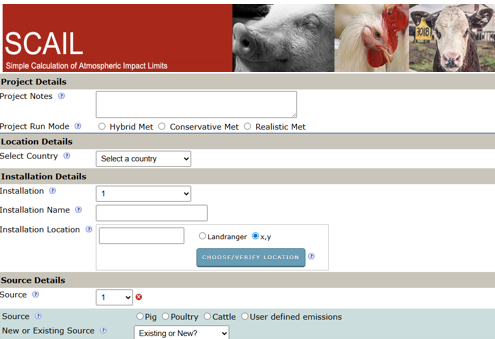 SCAIL
Simple Calculation of Atmospheric Impact Limits
Project Details
Project Notes
Project Run Mode Hybrid Met Conservative Met Realistic Met
Location Details
Select Country Select a country
Installation Details
Installation 1
Installation Name
Installation Location Landranger x,y
CHOOSE/VERIFY LOCATION
Source Details
Source 1
Source Pig Poultry Cattle User defined emissions
New or Existing Source Existing or New?